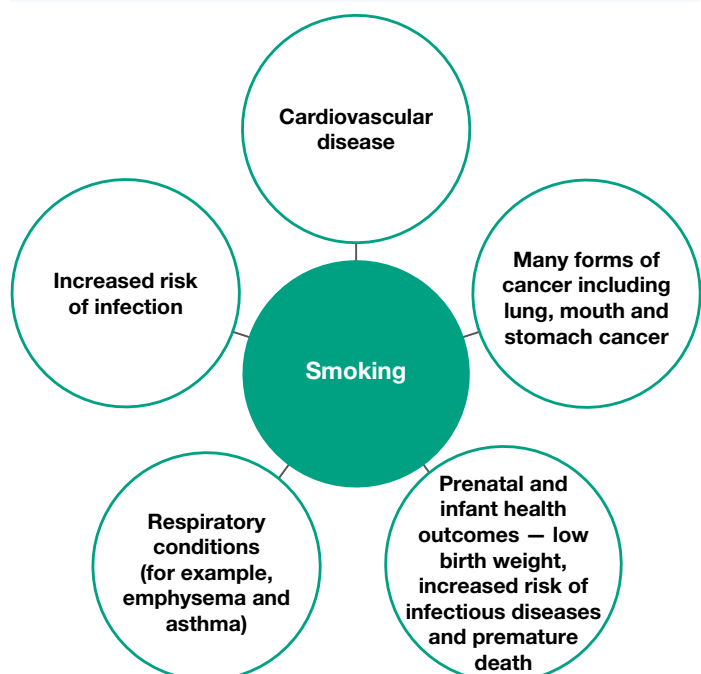 Cardiovascular
disease
Many forms of
cancer including
lung, mouth and
stomach cancer
Increased risk
of infection
Smoking
Prenatal and
infant health
outcomes — low
birth weight,
increased risk of
infectious diseases
and premature
death
Respiratory
conditions
(for example,
emphysema and
asthma)